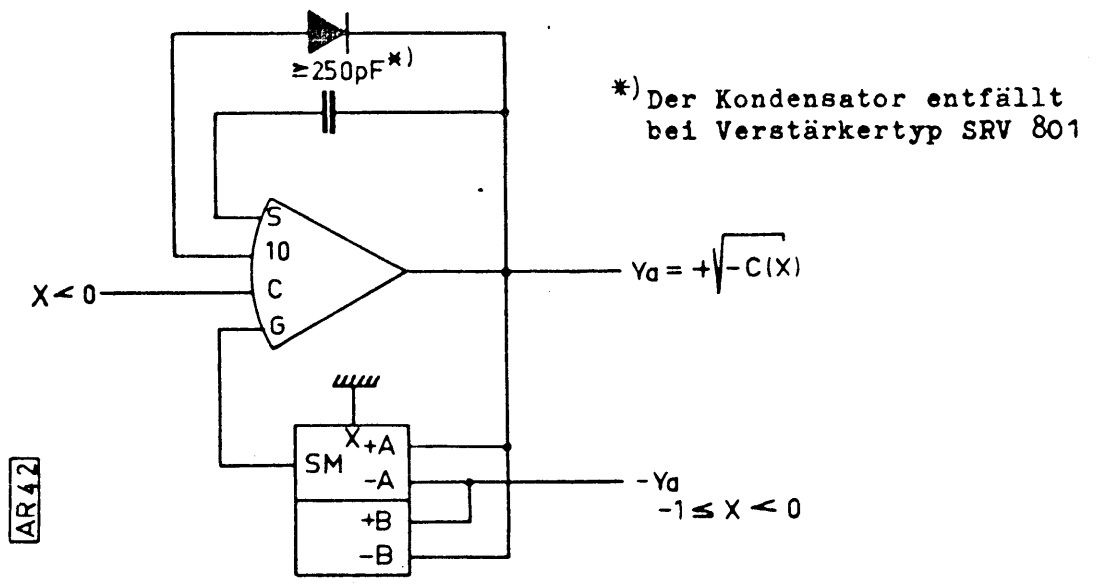 ≥250pF*)
*) Der Kondensator entfällt
bei Verstärkertyp SRV 801
S
10
C
G
X < 0
Ya = +√-C(X)
X
+A
SM
-A
+B
-B
-Ya
-1 ≤ X < 0
AR42